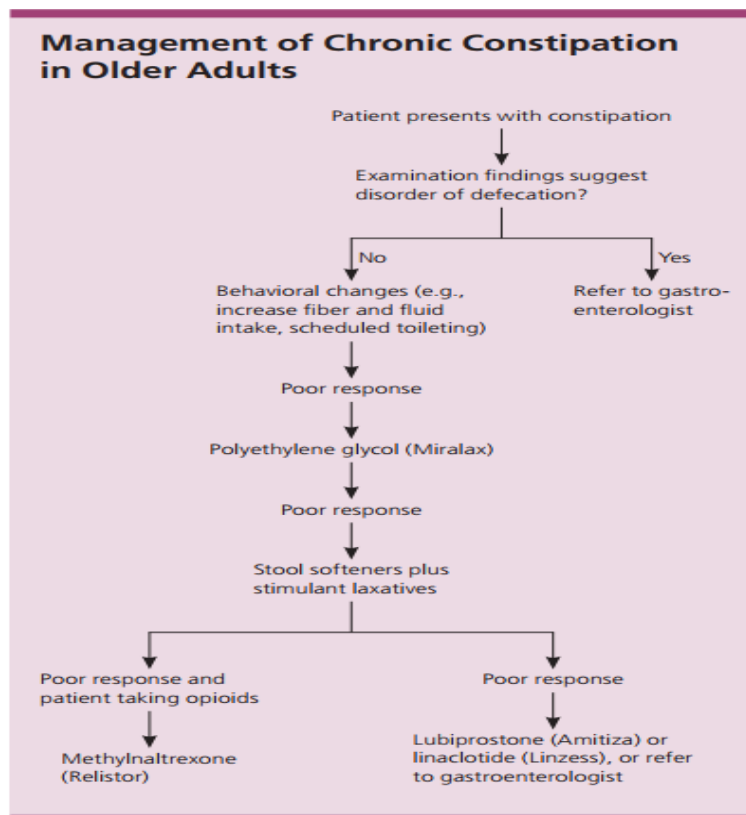 Management of Chronic Constipation
in Older Adults
Patient presents with constipation
Examination findings suggest
disorder of defecation?
No
Yes
Behavioral changes (e.g.,
increase fiber and fluid
intake, scheduled toileting)
Refer to gastro-
enterologist
Poor response
Polyethylene glycol (Miralax)
Poor response
Stool softeners plus
stimulant laxatives
Poor response and
patient taking opioids
Poor response
Methylnaltrexone
(Relistor)
Lubiprostone (Amitiza) or
linaclotide (Linzess), or refer
to gastroenterologist